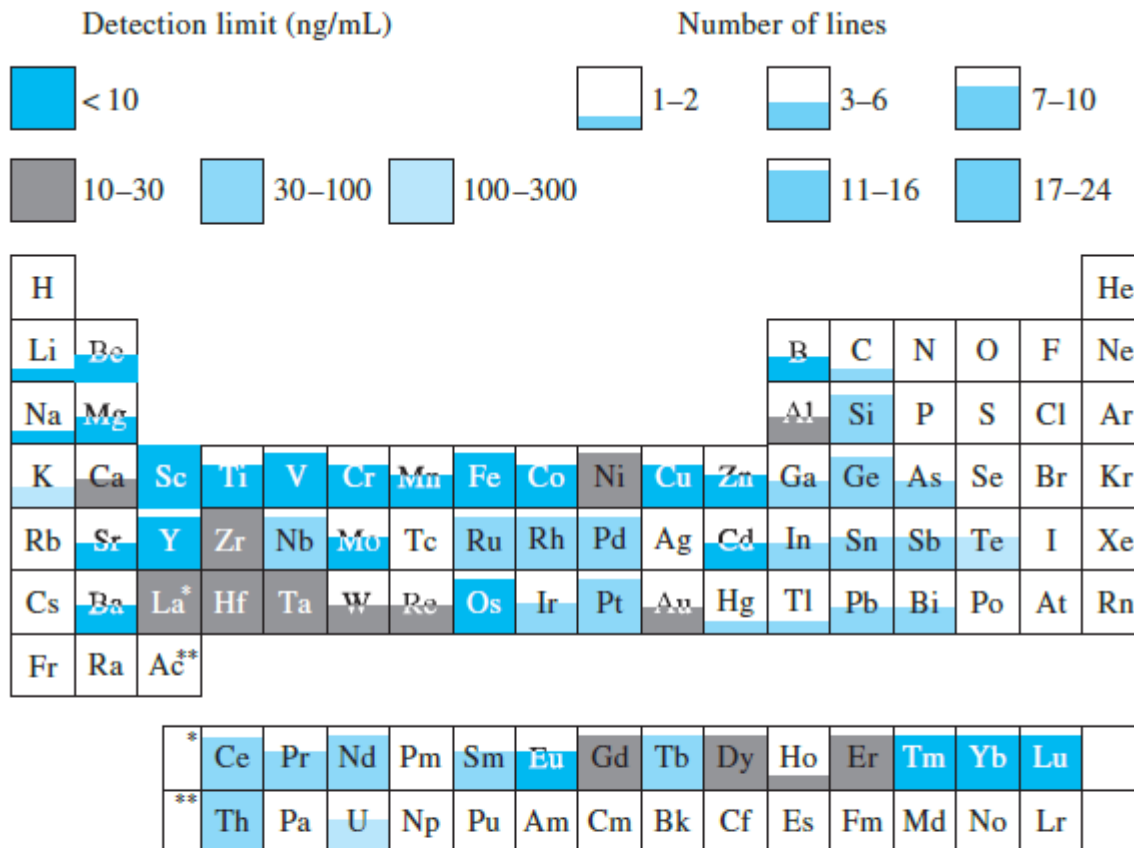 Detection limit (ng/mL) Number of lines
< 10 1–2 3–6 7–10
10–30 30–100 100–300 11–16 17–24
H He
Li Be B C N O F Ne
Na Mg Al Si P S Cl Ar
K Ca Sc Ti V Cr Mn Fe Co Ni Cu Zn Ga Ge As Se Br Kr
Rb Sr Y Zr Nb Mo Tc Ru Rh Pd Ag Cd In Sn Sb Te I Xe
Cs Ba La* Hf Ta W Re Os Ir Pt Au Hg Tl Pb Bi Po At Rn
Fr Ra Ac**
* Ce Pr Nd Pm Sm Eu Gd Tb Dy Ho Er Tm Yb Lu
** Th Pa U Np Pu Am Cm Bk Cf Es Fm Md No Lr